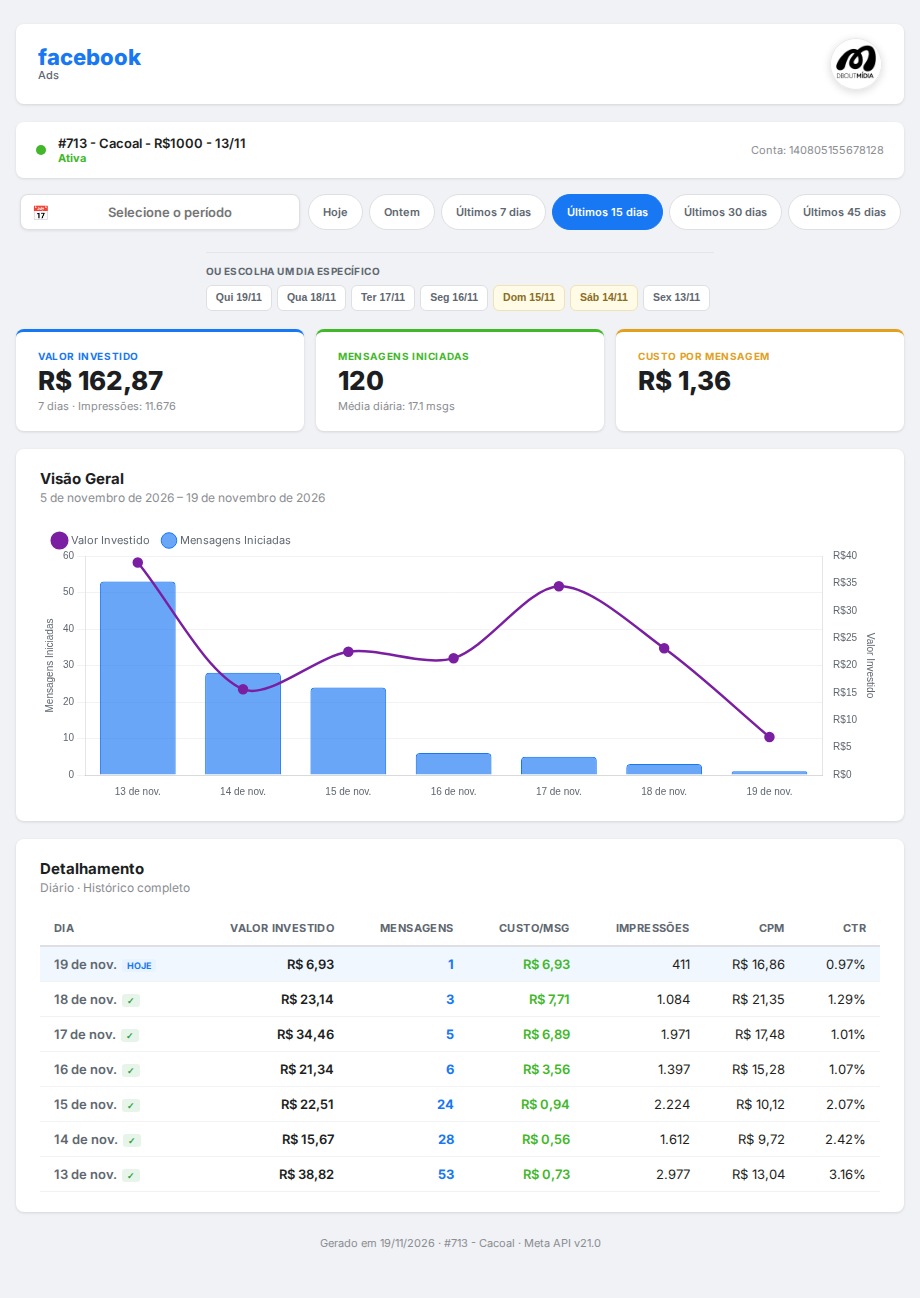 facebook
Ads
DBOUTMÍDIA
#713 - Cacoal - R$1000 - 13/11
Ativa
Conta: 140805155678128
Selecione o período
Hoje
Ontem
Últimos 7 dias
Últimos 15 dias
Últimos 30 dias
Últimos 45 dias
OU ESCOLHA UM DIA ESPECÍFICO
Qui 19/11
Qua 18/11
Ter 17/11
Seg 16/11
Dom 15/11
Sáb 14/11
Sex 13/11
VALOR INVESTIDO
R$ 162,87
7 dias · Impressões: 11.676
MENSAGENS INICIADAS
120
Média diária: 17.1 msgs
CUSTO POR MENSAGEM
R$ 1,36
Visão Geral
5 de novembro de 2026 – 19 de novembro de 2026
Valor Investido
Mensagens Iniciadas
60
50
40
30
20
10
0
Mensagens Iniciadas
R$40
R$35
R$30
R$25
R$20
R$15
R$10
R$5
R$0
Valor Investido
13 de nov.
14 de nov.
15 de nov.
16 de nov.
17 de nov.
18 de nov.
19 de nov.
Detalhamento
Diário · Histórico completo
DIA VALOR INVESTIDO MENSAGENS CUSTO/MSG IMPRESSÕES CPM CTR
19 de nov. HOJE R$ 6,93 1 R$ 6,93 411 R$ 16,86 0.97%
18 de nov. ✓ R$ 23,14 3 R$ 7,71 1.084 R$ 21,35 1.29%
17 de nov. ✓ R$ 34,46 5 R$ 6,89 1.971 R$ 17,48 1.01%
16 de nov. ✓ R$ 21,34 6 R$ 3,56 1.397 R$ 15,28 1.07%
15 de nov. ✓ R$ 22,51 24 R$ 0,94 2.224 R$ 10,12 2.07%
14 de nov. ✓ R$ 15,67 28 R$ 0,56 1.612 R$ 9,72 2.42%
13 de nov. ✓ R$ 38,82 53 R$ 0,73 2.977 R$ 13,04 3.16%
Gerado em 19/11/2026 · #713 - Cacoal · Meta API v21.0